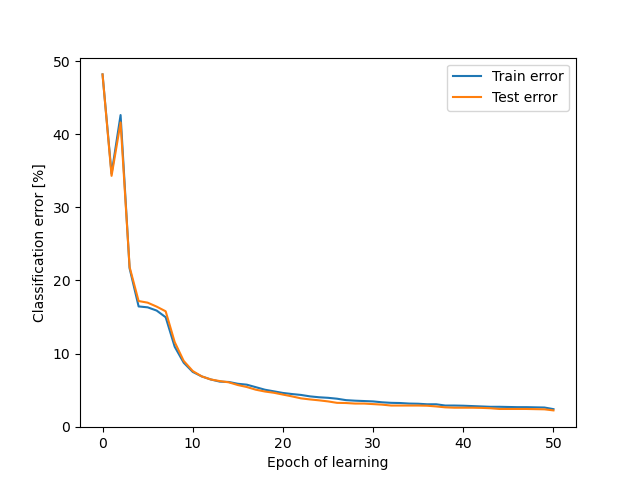 50
40
30
20
10
0
Classification error [%]
Train error
Test error
0 10 20 30 40 50
Epoch of learning